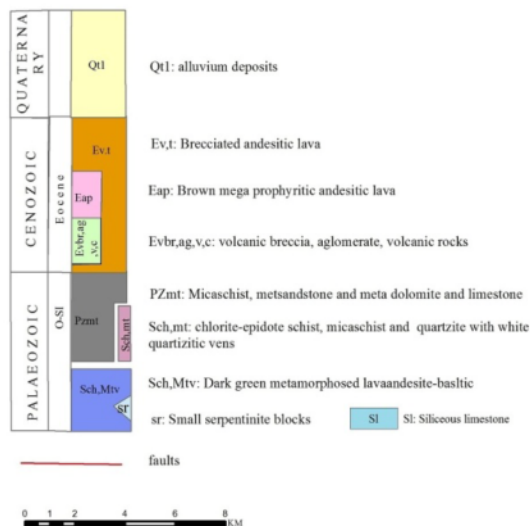 QUATERNA
RY
Qt1
Qt1: alluvium deposits
CENOZOIC
Eocene
Ev.t
Ev,t: Brecciated andesitic lava
Eap
Eap: Brown mega prophyritic andesitic lava
Evbr,ag
,v,c
Evbr,ag,v,c: volcanic breccia, aglomerate, volcanic rocks
PALAEOZOIC
O-Sl
Pzmt
PZmt: Micaschist, metsandstone and meta dolomite and limestone
Sch,mt
Sch,mt: chlorite-epidote schist, micaschist and quartzite with white
quartizitic vens
Sch,Mtv
Sch,Mtv: Dark green metamorphosed lavaandesite-basltic
sr
sr: Small serpentinite blocks
Sl
Sl: Siliceous limestone
faults
0 2 4 8
KM